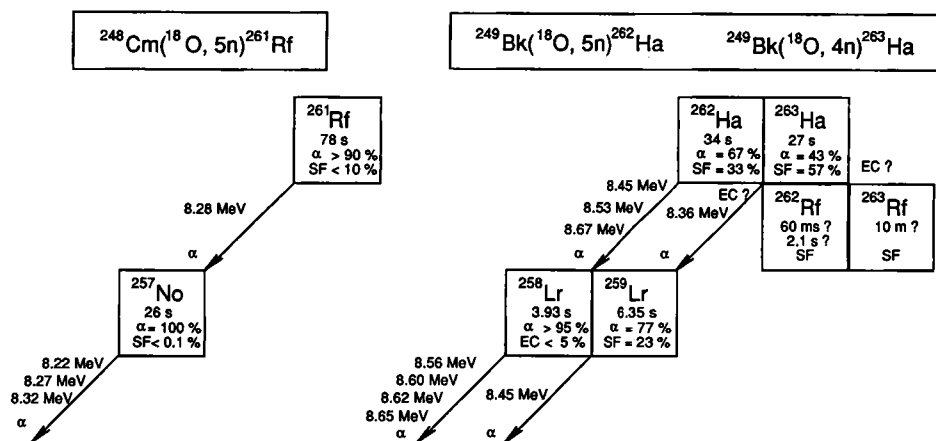 ²⁴⁸Cm(¹⁸O, 5n)²⁶¹Rf
²⁴⁹Bk(¹⁸O, 5n)²⁶²Ha
²⁴⁹Bk(¹⁸O, 4n)²⁶³Ha
²⁶¹Rf
78 s
α > 90 %
SF < 10 %
8.28 MeV
α
²⁵⁷No
26 s
α = 100 %
SF < 0.1 %
8.22 MeV
8.27 MeV
8.32 MeV
α
²⁶²Ha
34 s
α = 67 %
SF = 33 %
²⁶³Ha
27 s
α = 43 %
SF = 57 %
EC ?
EC ?
²⁶²Rf
60 ms ?
2.1 s ?
SF
²⁶³Rf
10 m ?
SF
8.45 MeV
8.53 MeV
8.67 MeV
α
8.36 MeV
α
²⁵⁸Lr
3.93 s
α > 95 %
EC < 5 %
²⁵⁹Lr
6.35 s
α = 77 %
SF = 23 %
8.56 MeV
8.60 MeV
8.62 MeV
8.65 MeV
α
8.45 MeV
α